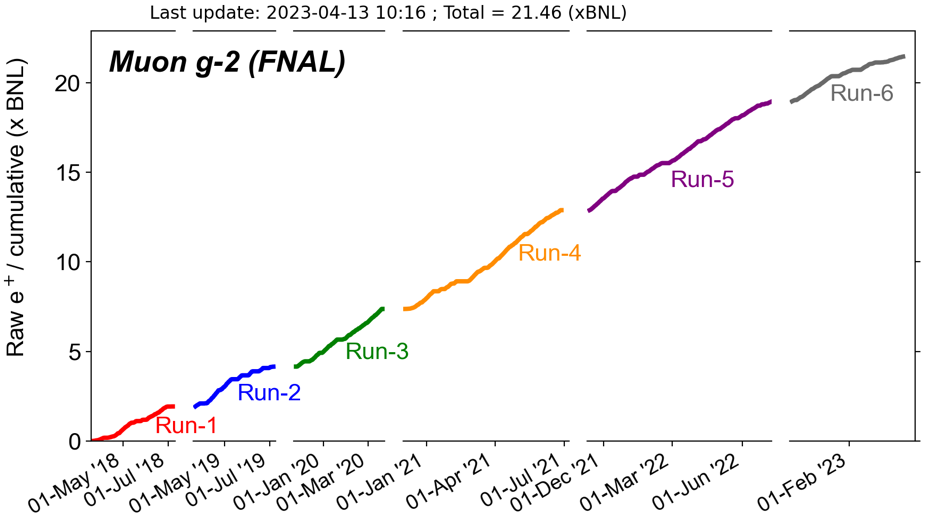 Last update: 2023-04-13 10:16 ; Total = 21.46 (xBNL)
Muon g-2 (FNAL)
Raw e⁺ / cumulative (x BNL)
20
15
10
5
0
Run-1
Run-2
Run-3
Run-4
Run-5
Run-6
01-May '18
01-Jul '18
01-May '19
01-Jul '19
01-Jan '20
01-Mar '20
01-Jan '21
01-Apr '21
01-Jul '21
01-Dec '21
01-Mar '22
01-Jun '22
01-Feb '23